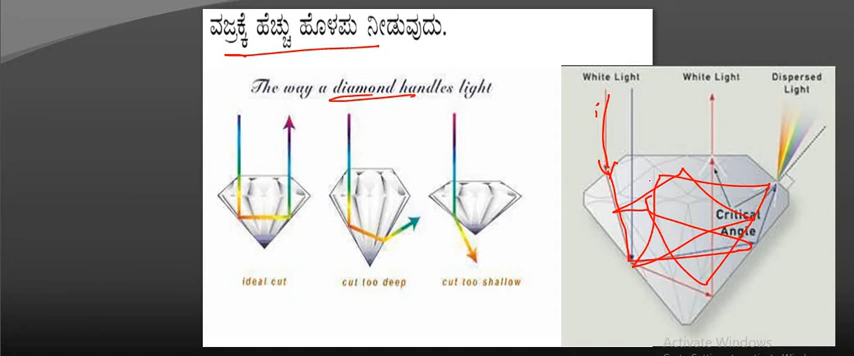 ವಜ್ರಕ್ಕೆ ಹೆಚ್ಚು ಹೊಳಪು ನೀಡುವುದು.
The way a diamond handles light
White Light
White Light
Dispersed
Light
i
Critical
Angle
ideal cut
cut too deep
cut too shallow
Activate Windows